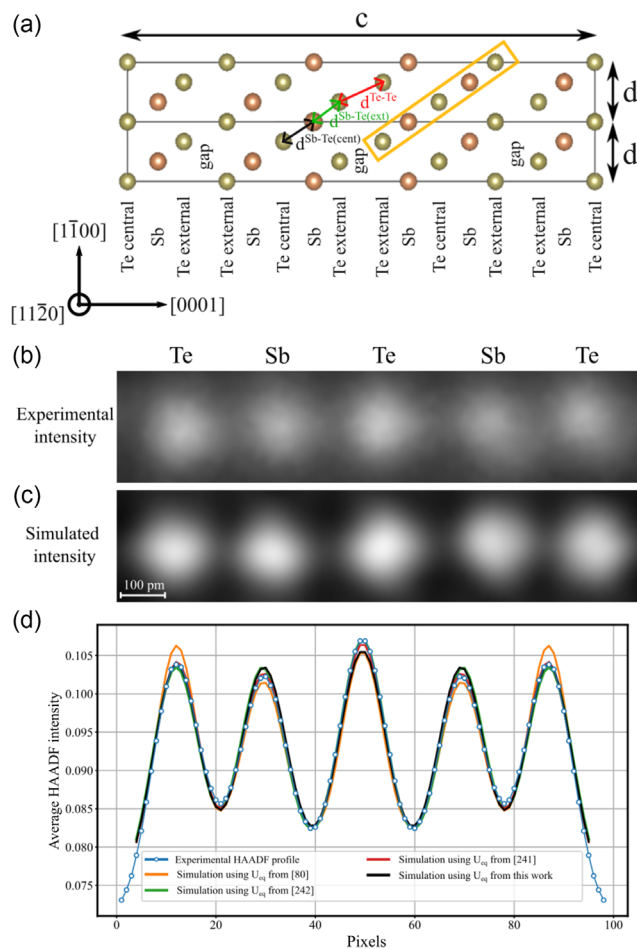 (a)
c
d^Te-Te
d^Sb-Te(ext)
d^Sb-Te(cent)
gap
gap
gap
d
d
Te central
Sb
Te external
Te external
Sb
Te central
Sb
Te external
Te external
Sb
Te central
Sb
Te external
Te external
Sb
Te central
[11̄00]
[112̄0]
[0001]
(b)
Te Sb Te Sb Te
Experimental
intensity
(c)
Simulated
intensity
100 pm
(d)
Average HAADF intensity
0.105
0.100
0.095
0.090
0.085
0.080
0.075
Experimental HAADF profile
Simulation using U_eq from [80]
Simulation using U_eq from [242]
Simulation using U_eq from [241]
Simulation using U_eq from this work
0 20 40 60 80 100
Pixels